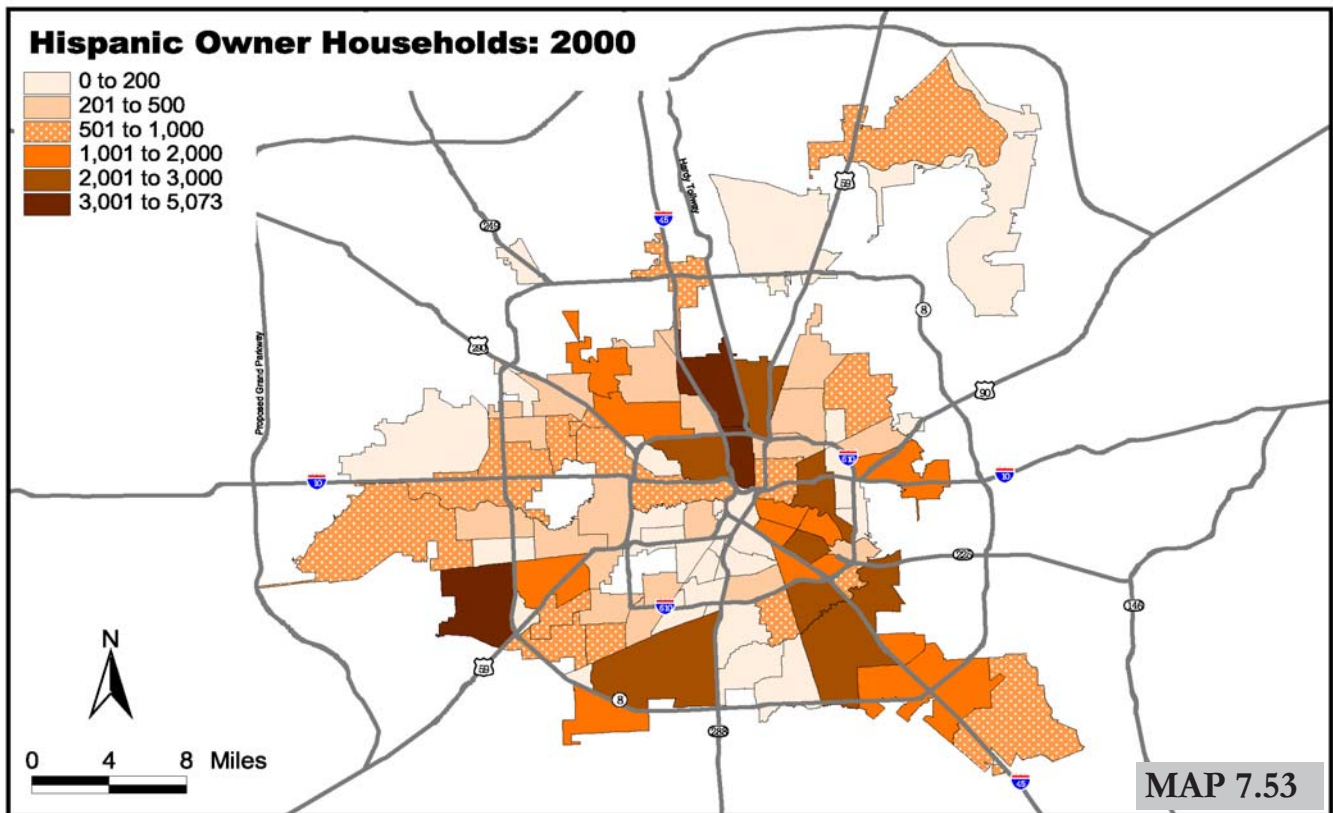 Hispanic Owner Households: 2000
0 to 200
201 to 500
501 to 1,000
1,001 to 2,000
2,001 to 3,000
3,001 to 5,073
Hardy Tollway
59
45
249
8
290
90
Proposed Grand Parkway
610
10
10
225
146
610
N
59
8
288
0 4 8 Miles
45
MAP 7.53